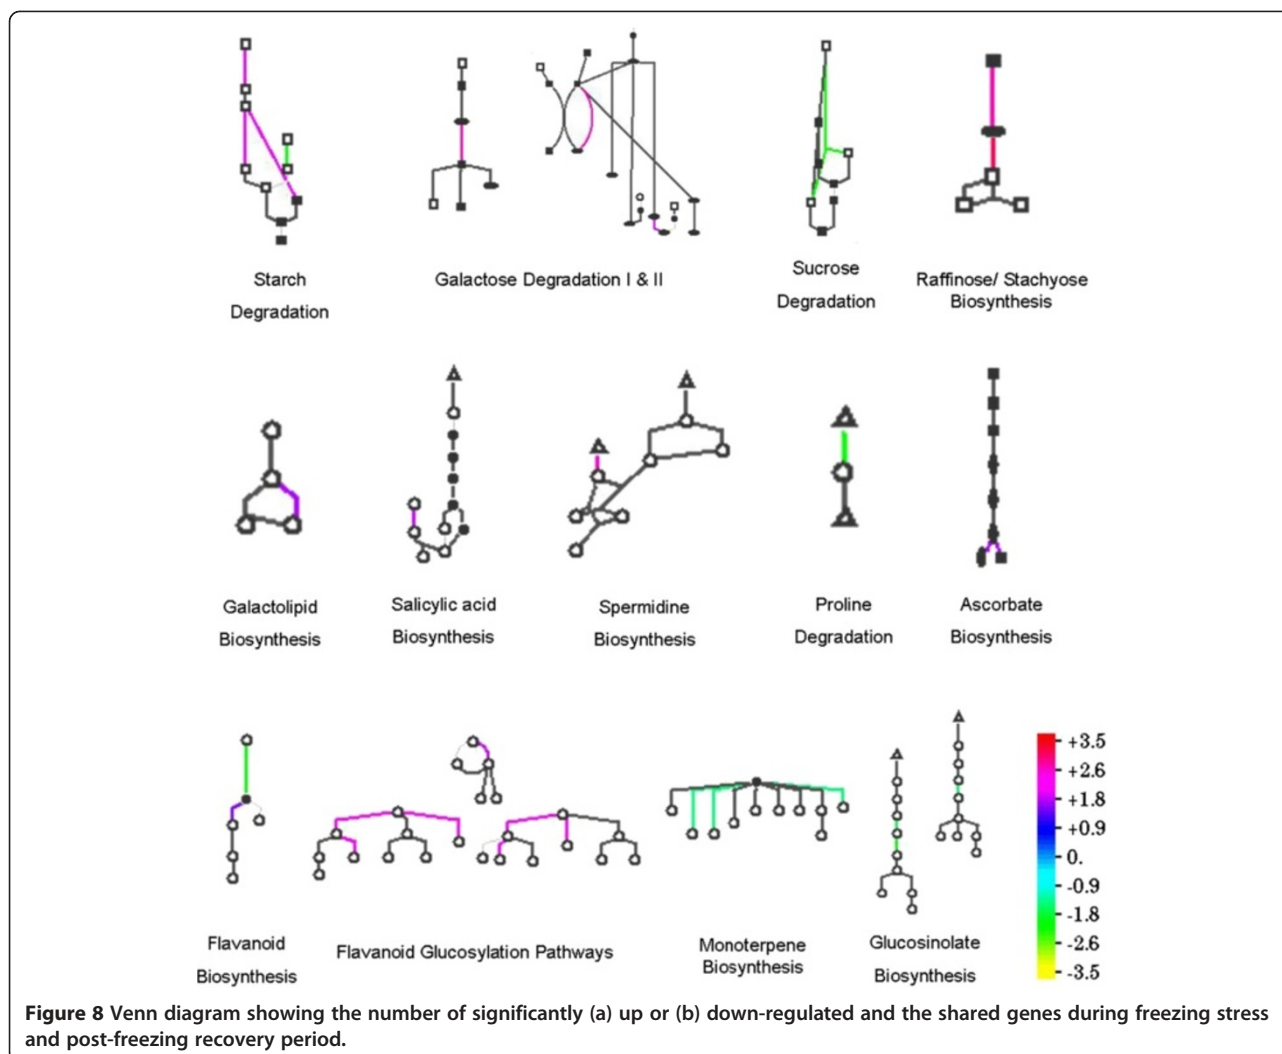 Starch
Degradation
Galactose Degradation I & II
Sucrose
Degradation
Raffinose/ Stachyose
Biosynthesis
Galactolipid
Biosynthesis
Salicylic acid
Biosynthesis
Spermidine
Biosynthesis
Proline
Degradation
Ascorbate
Biosynthesis
Flavanoid
Biosynthesis
Flavanoid Glucosylation Pathways
Monoterpene
Biosynthesis
Glucosinolate
Biosynthesis
+3.5
+2.6
+1.8
+0.9
0.
-0.9
-1.8
-2.6
-3.5
Figure 8 Venn diagram showing the number of significantly (a) up or (b) down-regulated and the shared genes during freezing stress
and post-freezing recovery period.